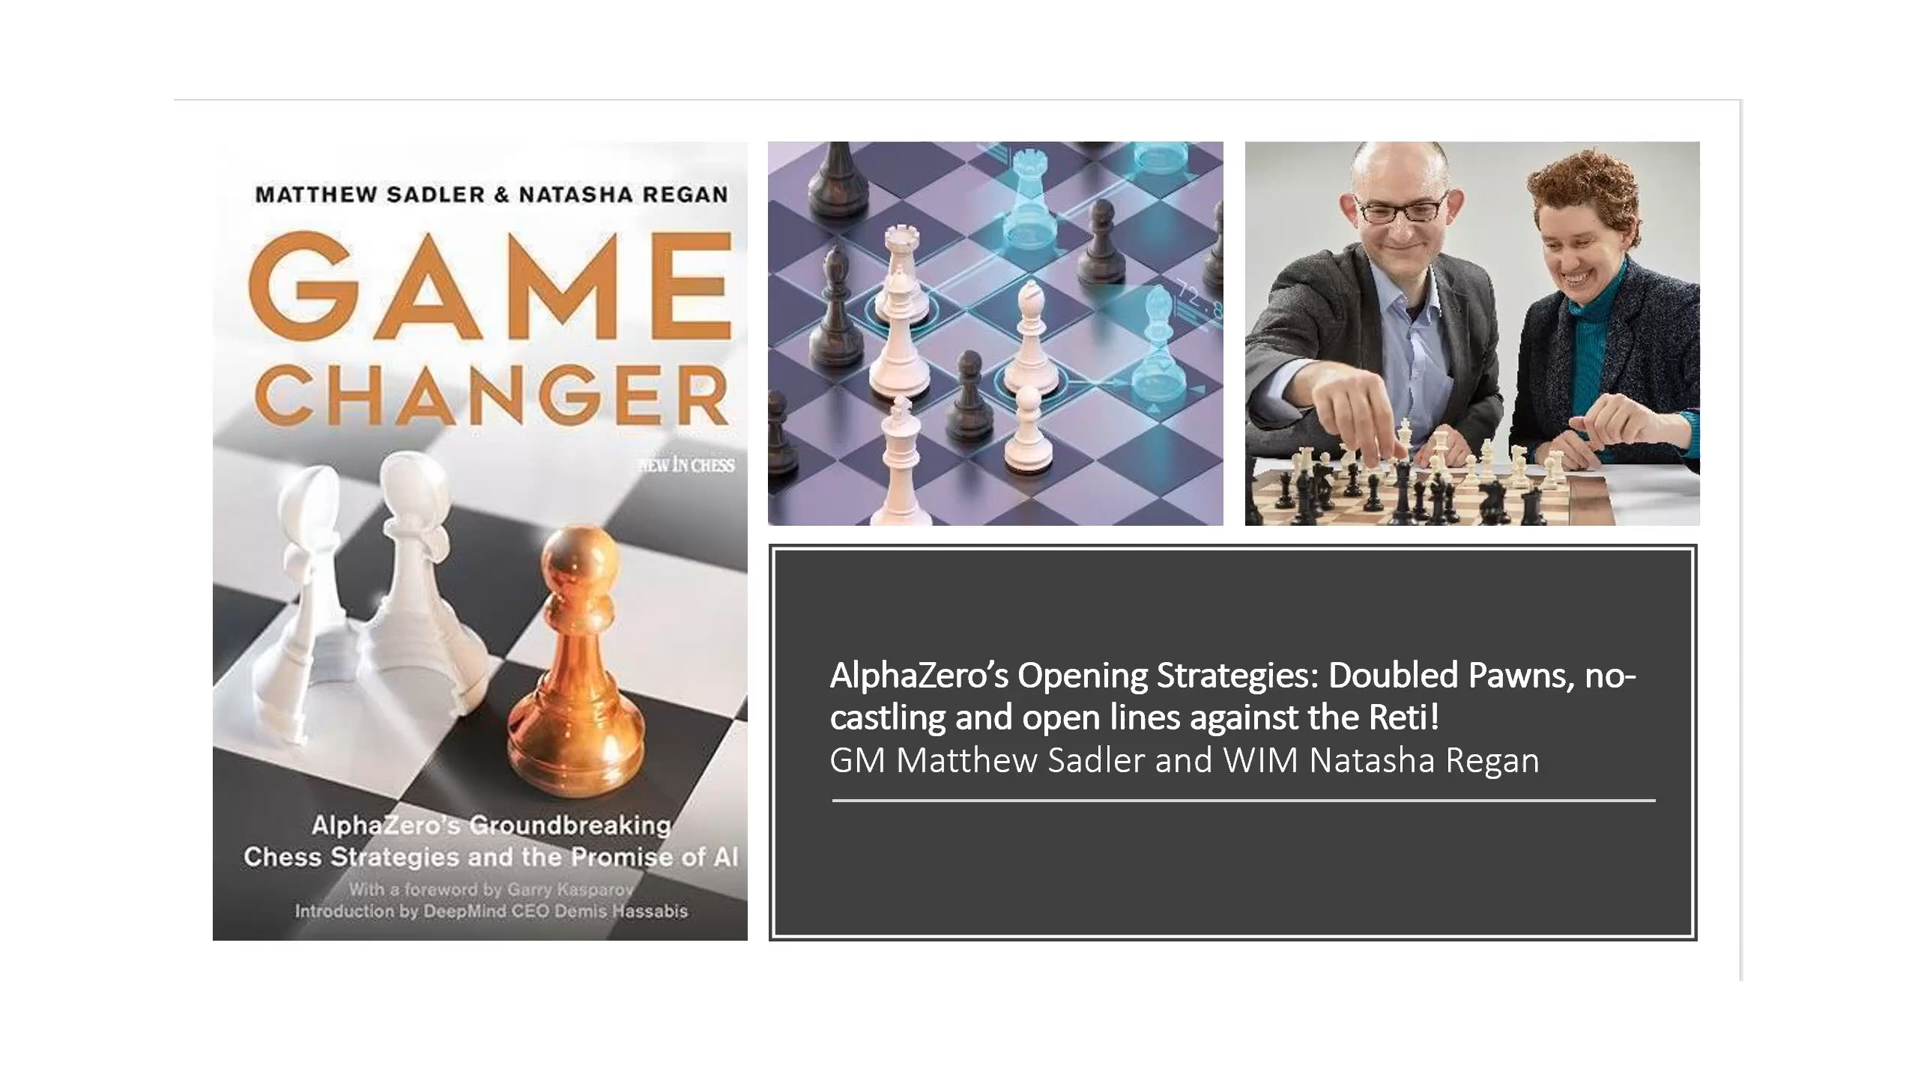 MATTHEW SADLER & NATASHA REGAN
GAME
CHANGER
NEW IN CHESS
AlphaZero's Groundbreaking
Chess Strategies and the Promise of AI
With a foreword by Garry Kasparov
Introduction by DeepMind CEO Demis Hassabis
72.8
AlphaZero’s Opening Strategies: Doubled Pawns, no-
castling and open lines against the Reti!
GM Matthew Sadler and WIM Natasha Regan